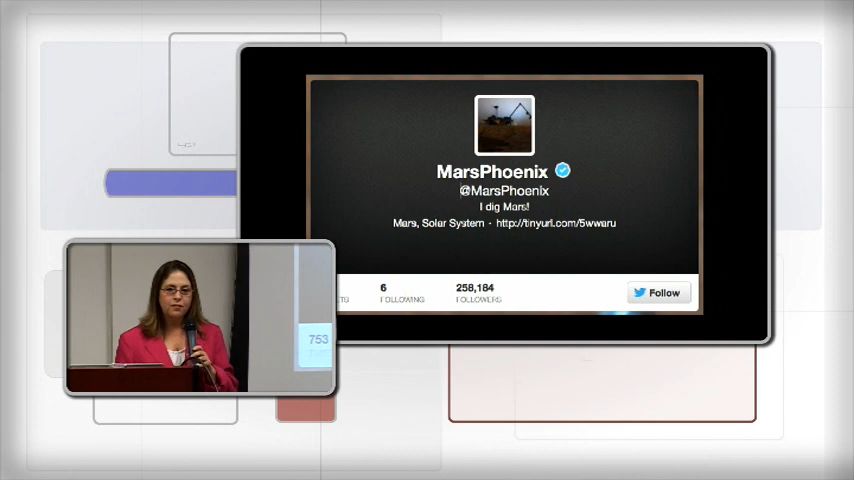 MarsPhoenix
@MarsPhoenix
I dig Mars!
Mars, Solar System · http://tinyurl.com/5wwaru
6
258,184
FOLLOWING
FOLLOWERS
Follow
753